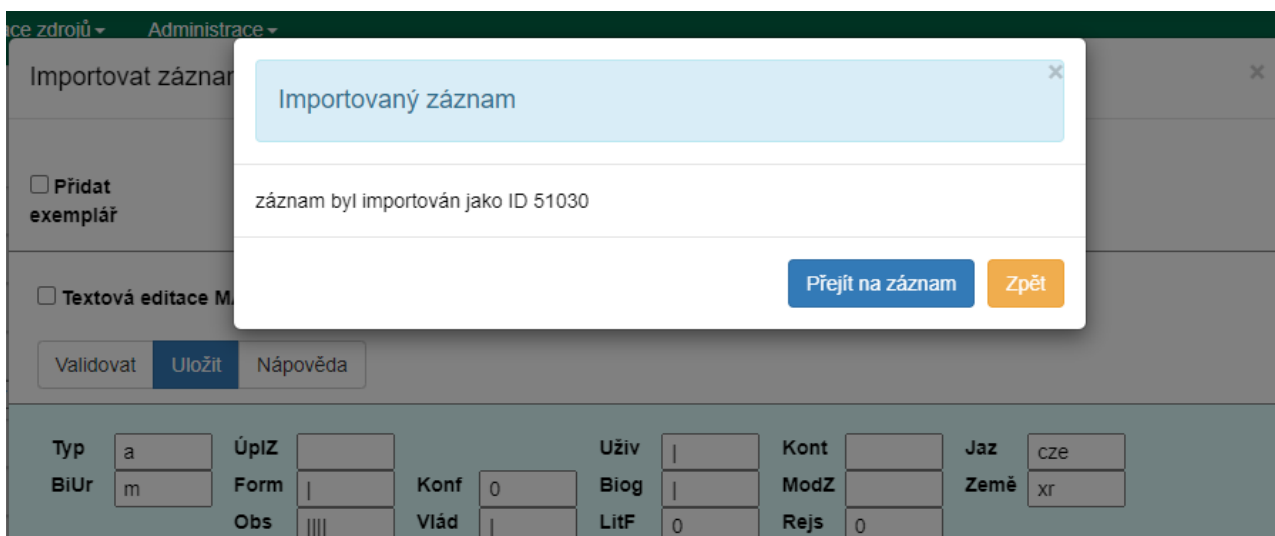 ce zdrojů Administrace
Importovat záznam
Importovaný záznam
×
×
Přidat
exemplář
záznam byl importován jako ID 51030
Přejít na záznam Zpět
Textová editace
Validovat Uložit Nápověda
Typ a ÚplZ Uživ | Kont Jaz cze
BiUr m Form | Konf 0 Biog | ModZ Země xr
Obs |||| Vlád | LitF 0 Rejs 0